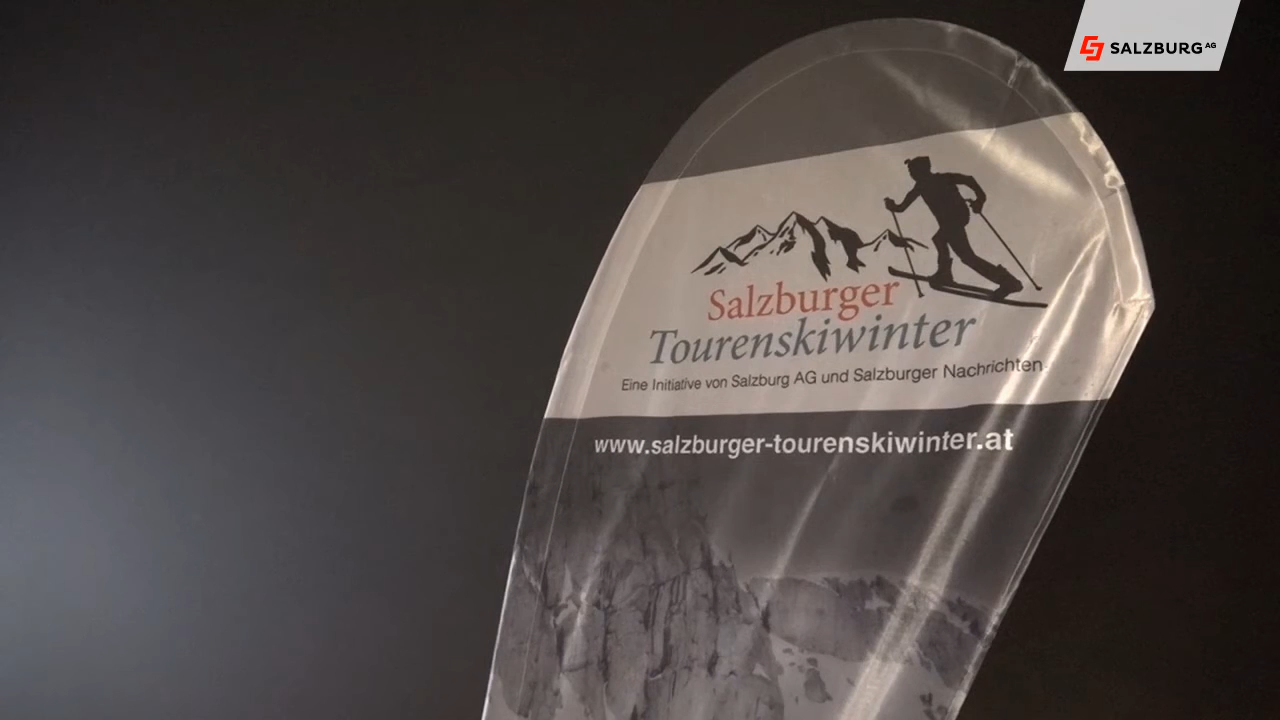 SALZBURG AG
Salzburger
Tourenskiwinter
Eine Initiative von Salzburg AG und Salzburger Nachrichten
www.salzburger-tourenskiwinter.at